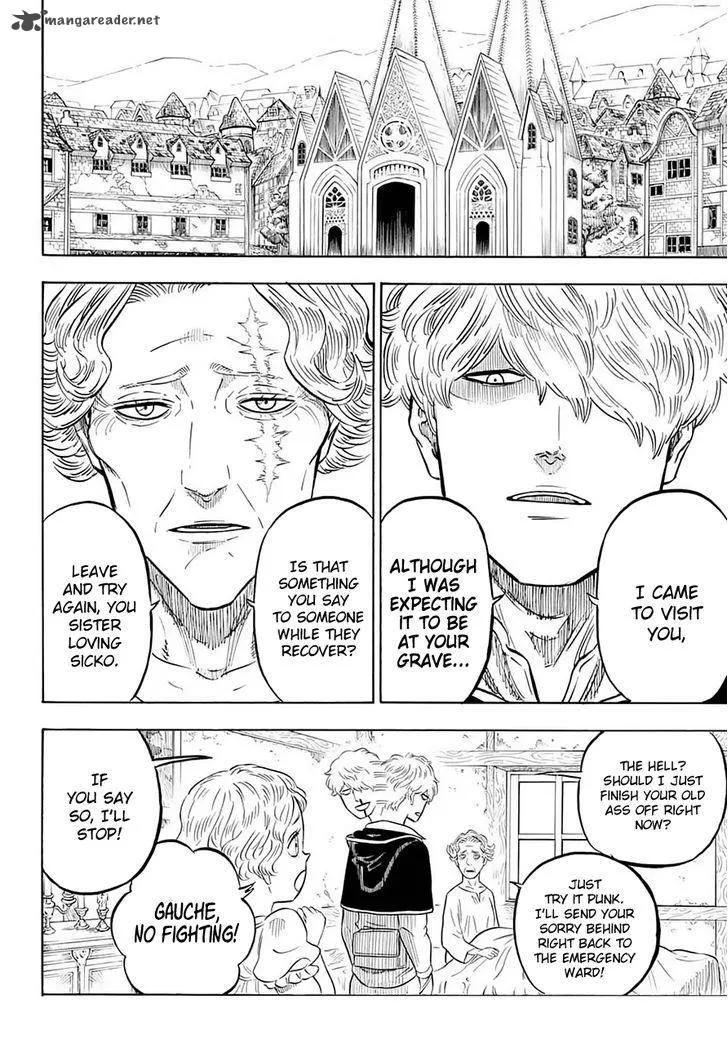 mangareader.net
I CAME
TO VISIT
YOU,
ALTHOUGH
I WAS
EXPECTING
IT TO BE
AT YOUR
GRAVE...
IS THAT
SOMETHING
YOU SAY
TO SOMEONE
WHILE THEY
RECOVER?
LEAVE
AND TRY
AGAIN, YOU
SISTER
LOVING
SICKO.
THE HELL?
SHOULD I JUST
FINISH YOUR OLD
ASS OFF RIGHT
NOW?
JUST
TRY IT PUNK.
I'LL SEND YOUR
SORRY BEHIND
RIGHT BACK TO
THE EMERGENCY
WARD!
GAUCHE,
NO FIGHTING!
IF
YOU SAY
SO, I'LL
STOP!